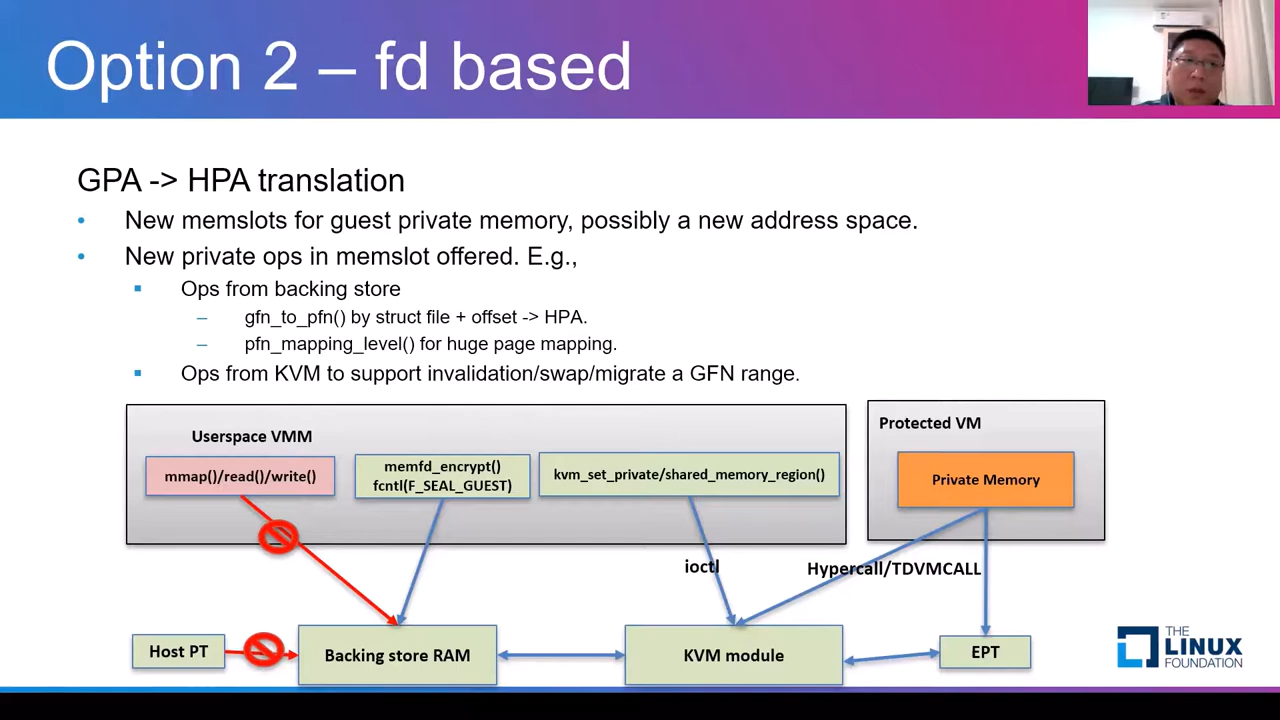 Option 2 – fd based
GPA -> HPA translation
• New memslots for guest private memory, possibly a new address space.
• New private ops in memslot offered. E.g.,
▪ Ops from backing store
– gfn_to_pfn() by struct file + offset -> HPA.
– pfn_mapping_level() for huge page mapping.
▪ Ops from KVM to support invalidation/swap/migrate a GFN range.
Userspace VMM
mmap()/read()/write()
memfd_encrypt()
fcntl(F_SEAL_GUEST)
kvm_set_private/shared_memory_region()
Protected VM
Private Memory
ioctl
Hypercall/TDVMCALL
Host PT
Backing store RAM
KVM module
EPT
THE
LINUX
FOUNDATION